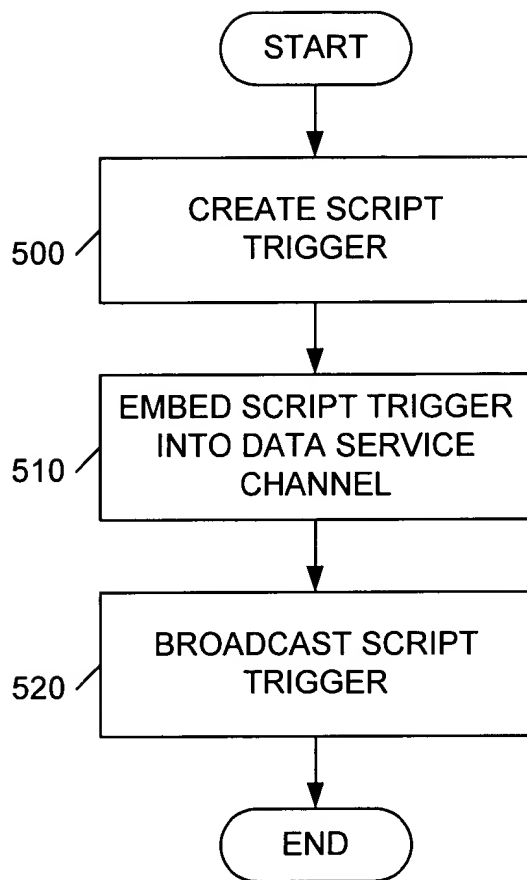 START
CREATE SCRIPT
TRIGGER
500
EMBED SCRIPT TRIGGER
INTO DATA SERVICE
CHANNEL
510
BROADCAST SCRIPT
TRIGGER
520
END